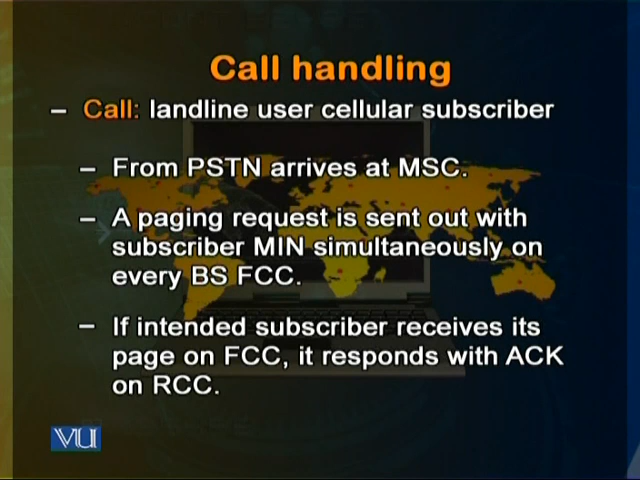 Call handling
– Call: landline user cellular subscriber
– From PSTN arrives at MSC.
– A paging request is sent out with
subscriber MIN simultaneously on
every BS FCC.
– If intended subscriber receives its
page on FCC, it responds with ACK
on RCC.
VU